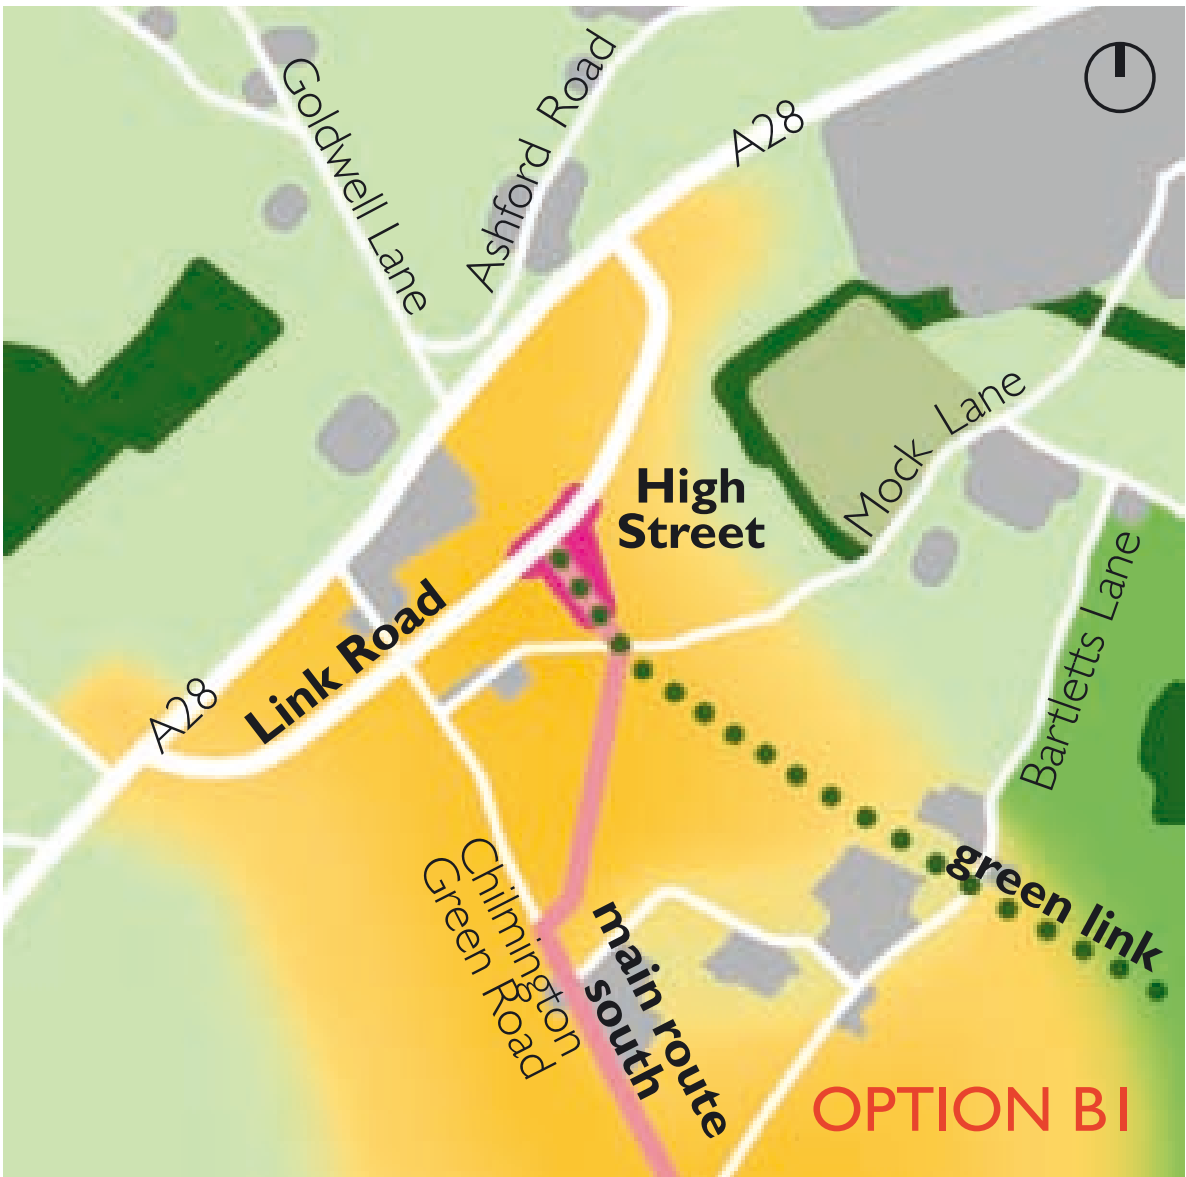 Goldwell Lane
Ashford Road
A28
Mock Lane
High
Street
Link Road
Bartletts Lane
A28
Chilmington
Green Road
green link
main route
south
OPTION B1